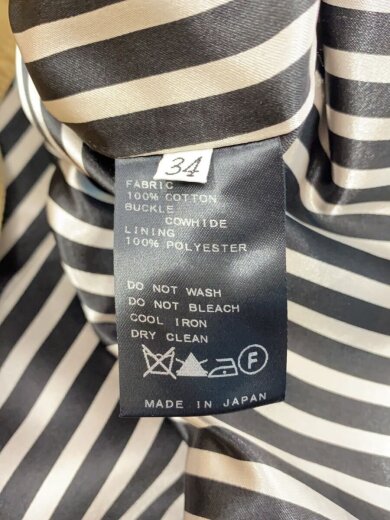 34
FABRIC
100% COTTON
BUCKLE
COWHIDE
LINING
100% POLYESTER
DO NOT WASH
DO NOT BLEACH
COOL IRON
DRY CLEAN
F
MADE IN JAPAN